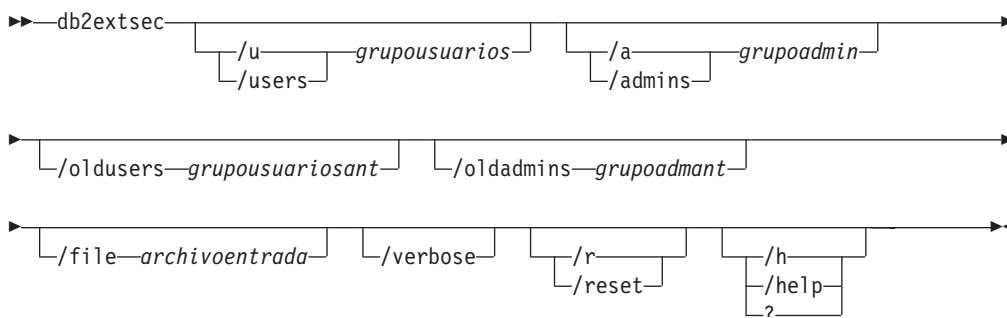 db2extsec
/u grupousuarios
/users
/a grupoadmin
/admins
/oldusers grupousuariosant
/oldadmins grupoadmant
/file archivoentrada
/verbose
/r
/reset
/h
/help
?